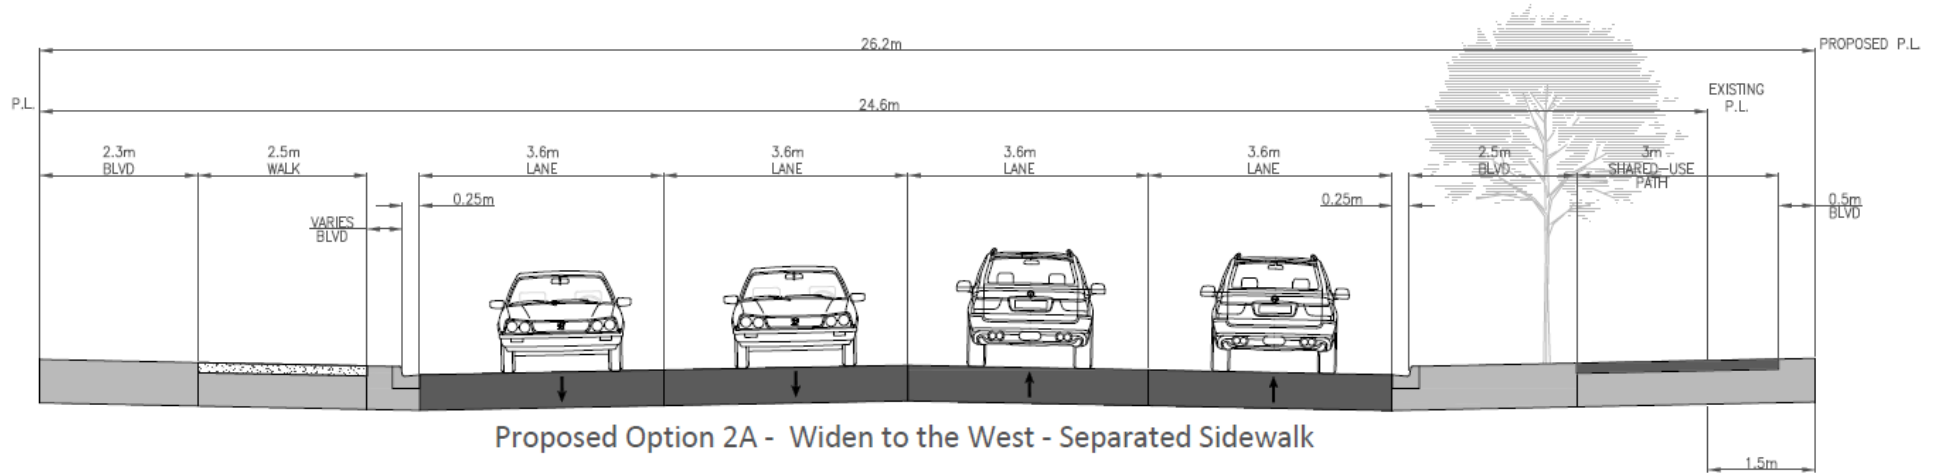 26.2m
PROPOSED P.L.
P.L.
24.6m
EXISTING
P.L.
2.3m
BLVD
2.5m
WALK
3.6m
LANE
3.6m
LANE
3.6m
LANE
3.6m
LANE
2.5m
BLVD
3m
SHARED-USE
PATH
VARIES
BLVD
0.25m
0.25m
0.5m
BLVD
Proposed Option 2A - Widen to the West - Separated Sidewalk
1.5m